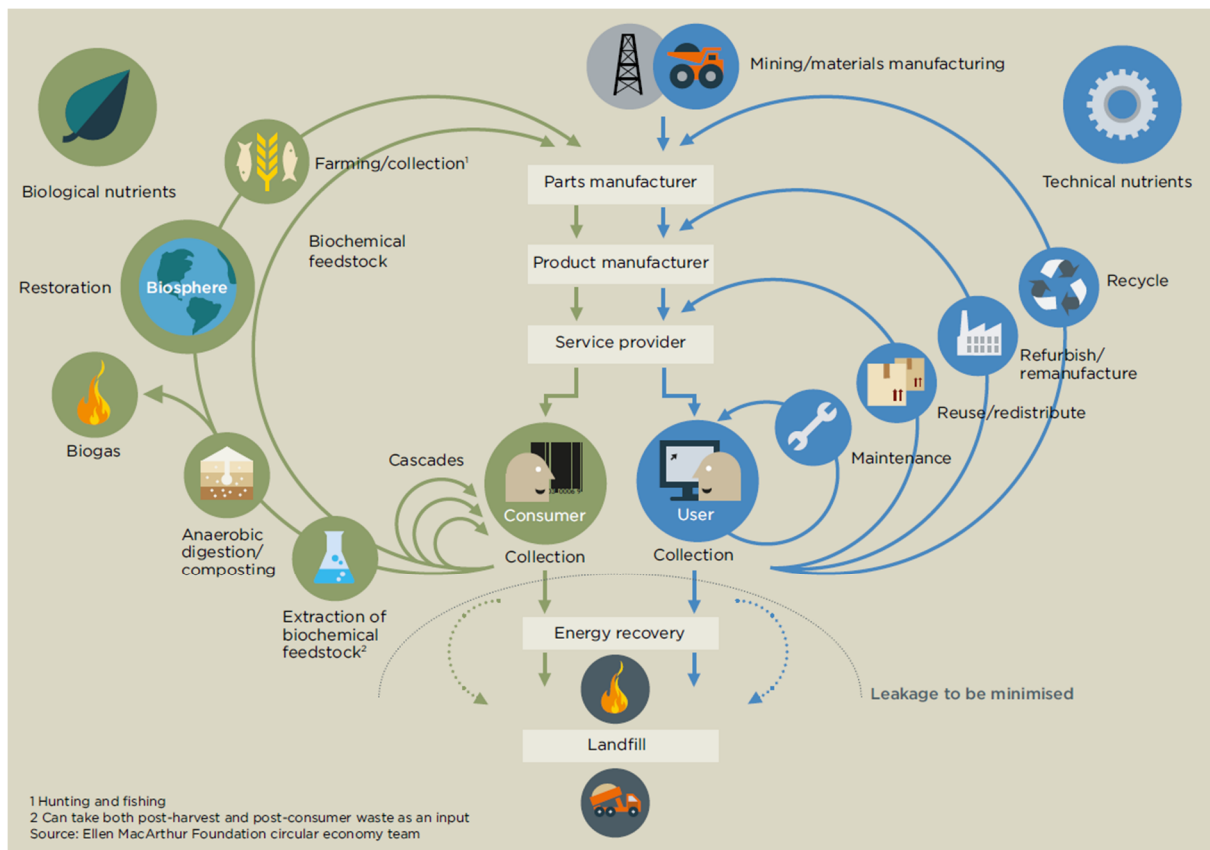 Mining/materials manufacturing
Biological nutrients
Farming/collection¹
Parts manufacturer
Technical nutrients
Biochemical
feedstock
Product manufacturer
Restoration
Biosphere
Recycle
Service provider
Refurbish/
remanufacture
Reuse/redistribute
Biogas
Cascades
Maintenance
Consumer
User
Anaerobic
digestion/
composting
Collection
Collection
Extraction of
biochemical
feedstock²
Energy recovery
Leakage to be minimised
Landfill
1 Hunting and fishing
2 Can take both post-harvest and post-consumer waste as an input
Source: Ellen MacArthur Foundation circular economy team